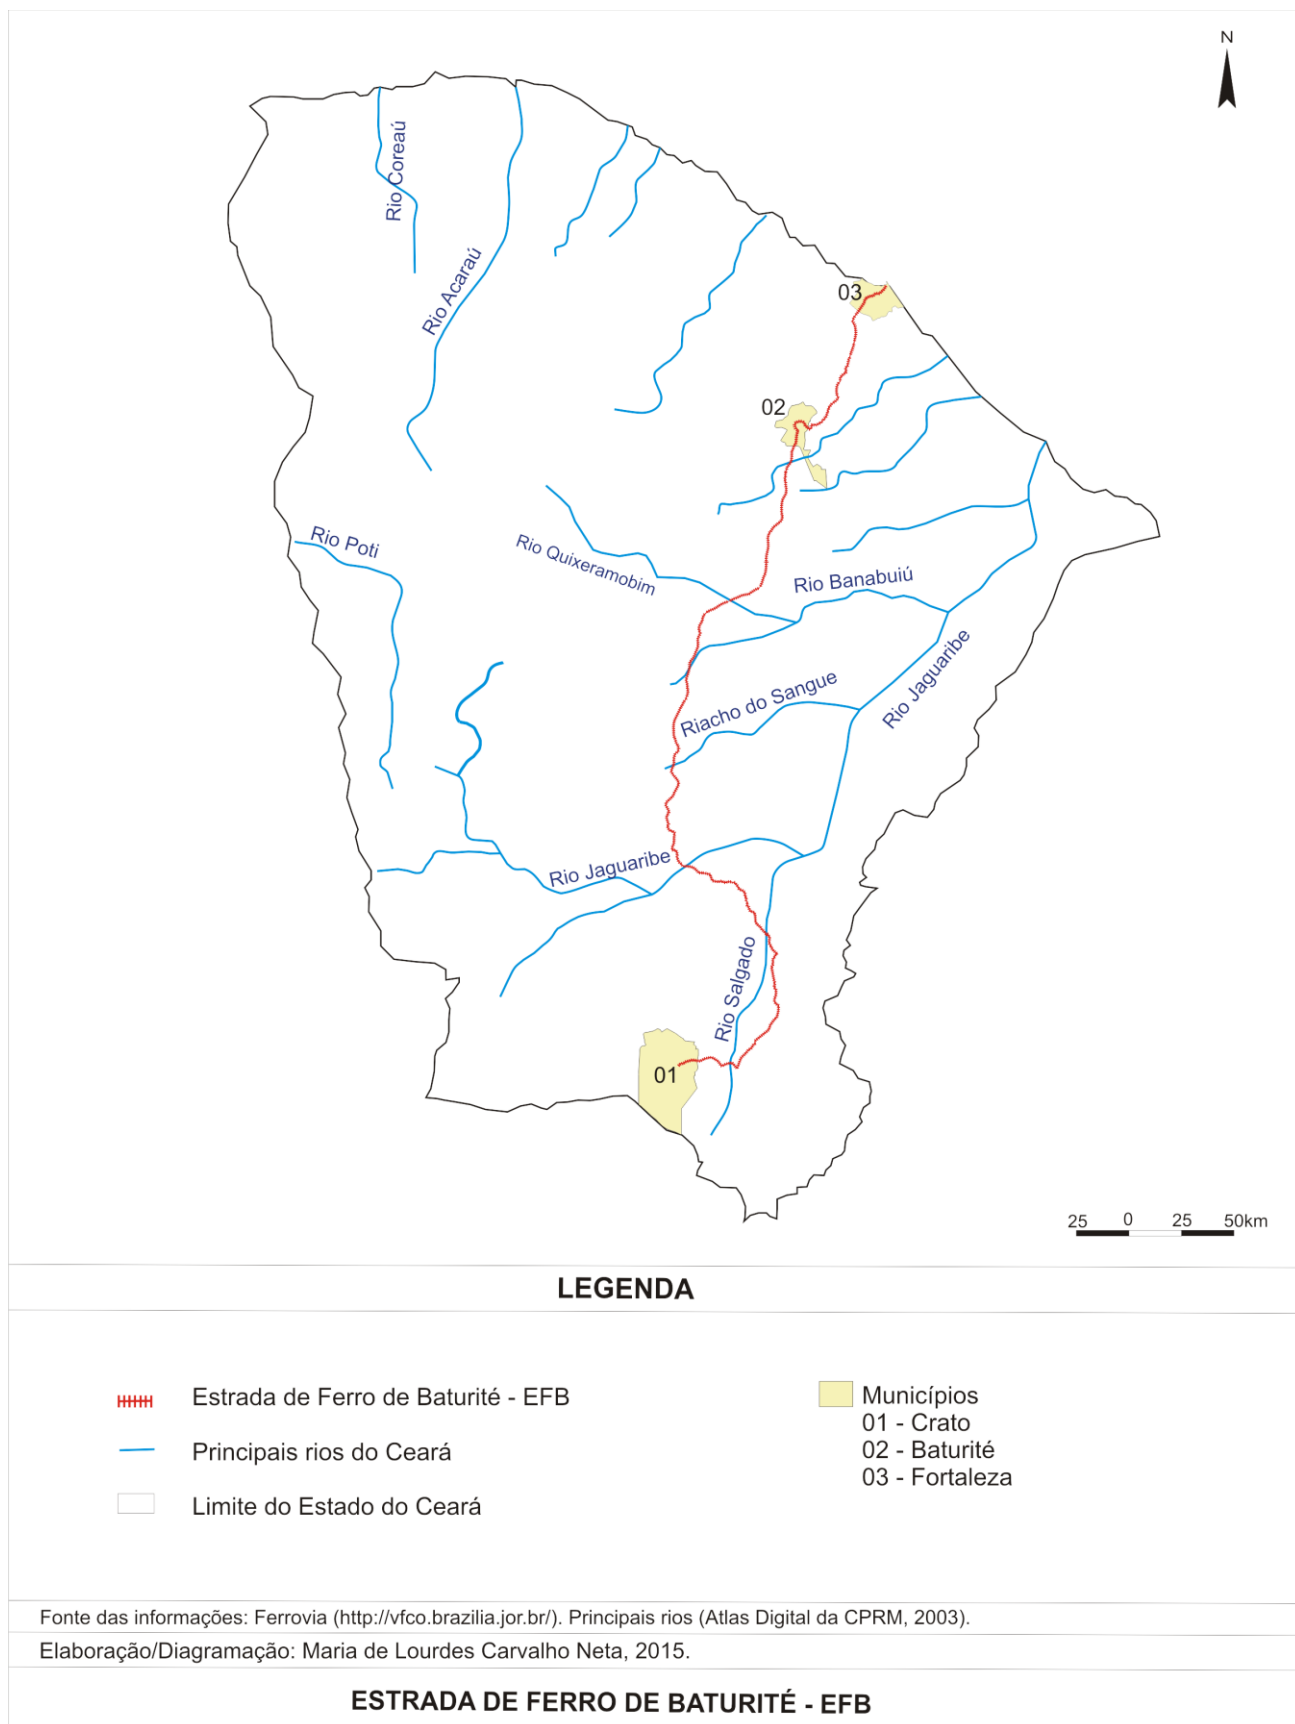 N
Rio Coreaú
Rio Acaraú
03
02
Rio Poti
Rio Quixeramobim
Rio Banabuiú
Rio Jaguaribe
Riacho do Sangue
Rio Jaguaribe
Rio Salgado
01
25 0 25 50km
LEGENDA
Estrada de Ferro de Baturité - EFB
Principais rios do Ceará
Limite do Estado do Ceará
Municípios
01 - Crato
02 - Baturité
03 - Fortaleza
Fonte das informações: Ferrovia (http://vfco.brazilia.jor.br/). Principais rios (Atlas Digital da CPRM, 2003).
Elaboração/Diagramação: Maria de Lourdes Carvalho Neta, 2015.
ESTRADA DE FERRO DE BATURITÉ - EFB